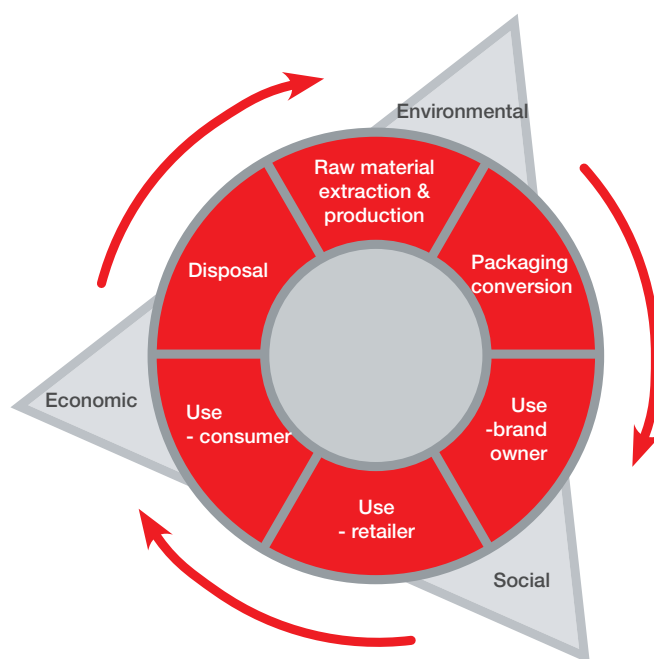 Environmental
Raw material
extraction &
production
Packaging
conversion
Use
-brand
owner
Social
Use
- retailer
Use
- consumer
Economic
Disposal